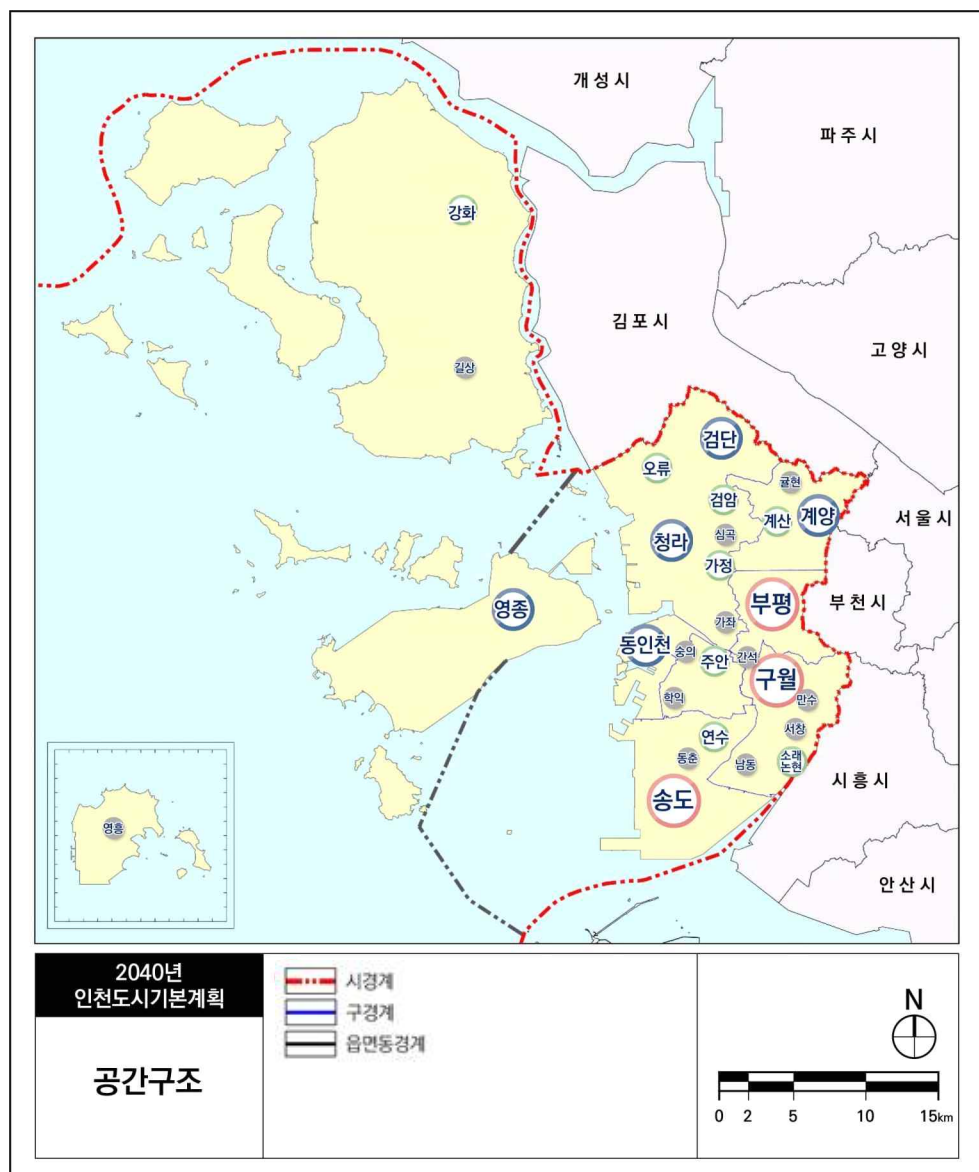 개성시
파주시
강화
김포시
고양시
길상
검단
오류
귤현
검암
계양
계산
서울시
청라
심곡
가정
부평
부천시
영종
가좌
동인천
숭의
주안
간석
구월
학익
만수
서창
연수
동춘
남동
소래
논현
시흥시
송도
영흥
안산시
2040년
인천도시기본계획
공간구조
시경계
구경계
읍면동경계
N
0 2 5 10 15km